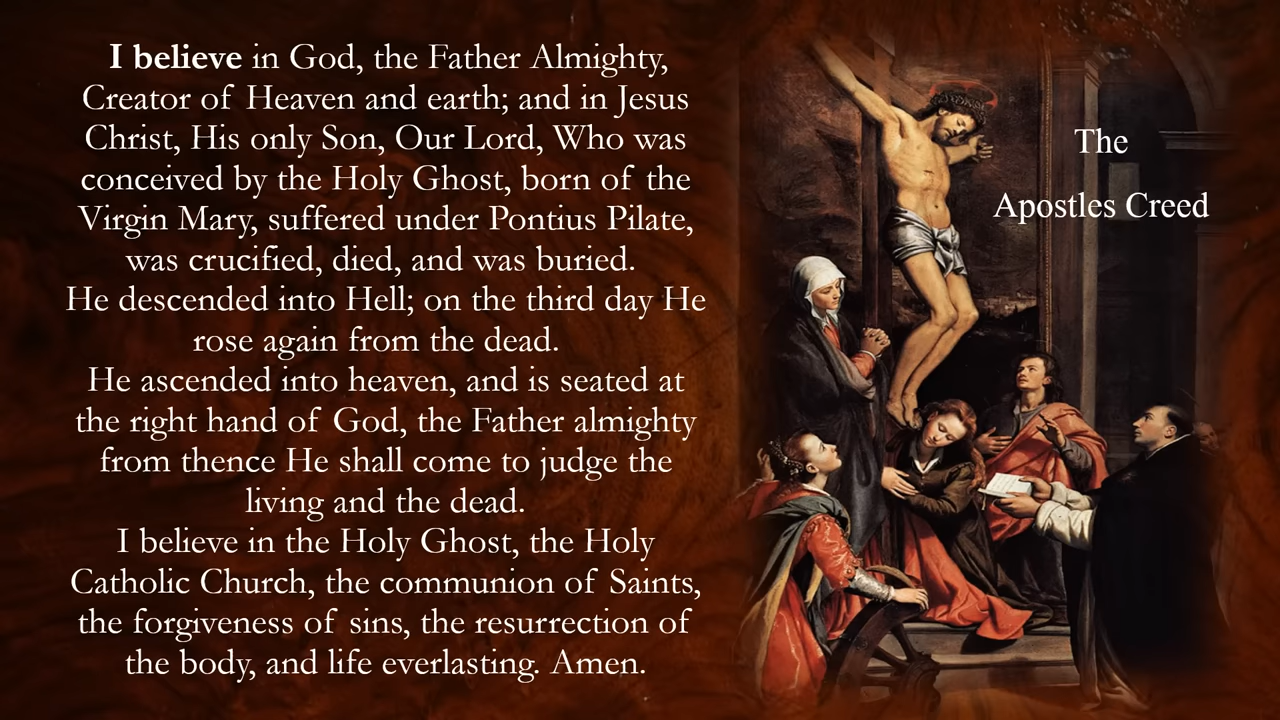 I believe in God, the Father Almighty,
Creator of Heaven and earth; and in Jesus
Christ, His only Son, Our Lord, Who was
conceived by the Holy Ghost, born of the
Virgin Mary, suffered under Pontius Pilate,
was crucified, died, and was buried.
He descended into Hell; on the third day He
rose again from the dead.
He ascended into heaven, and is seated at
the right hand of God, the Father almighty
from thence He shall come to judge the
living and the dead.
I believe in the Holy Ghost, the Holy
Catholic Church, the communion of Saints,
the forgiveness of sins, the resurrection of
the body, and life everlasting. Amen.
The
Apostles Creed